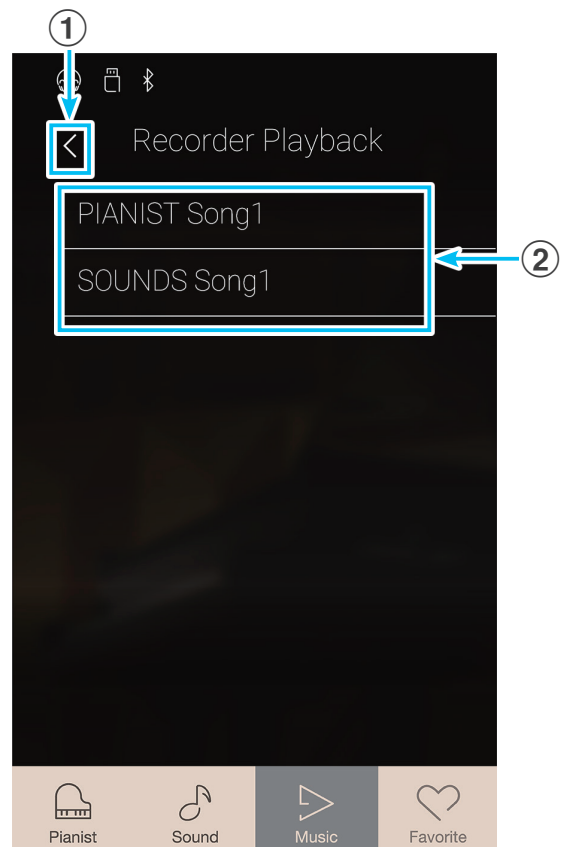 ①
Recorder Playback
PIANIST Song1
②
SOUNDS Song1
Pianist Sound Music Favorite